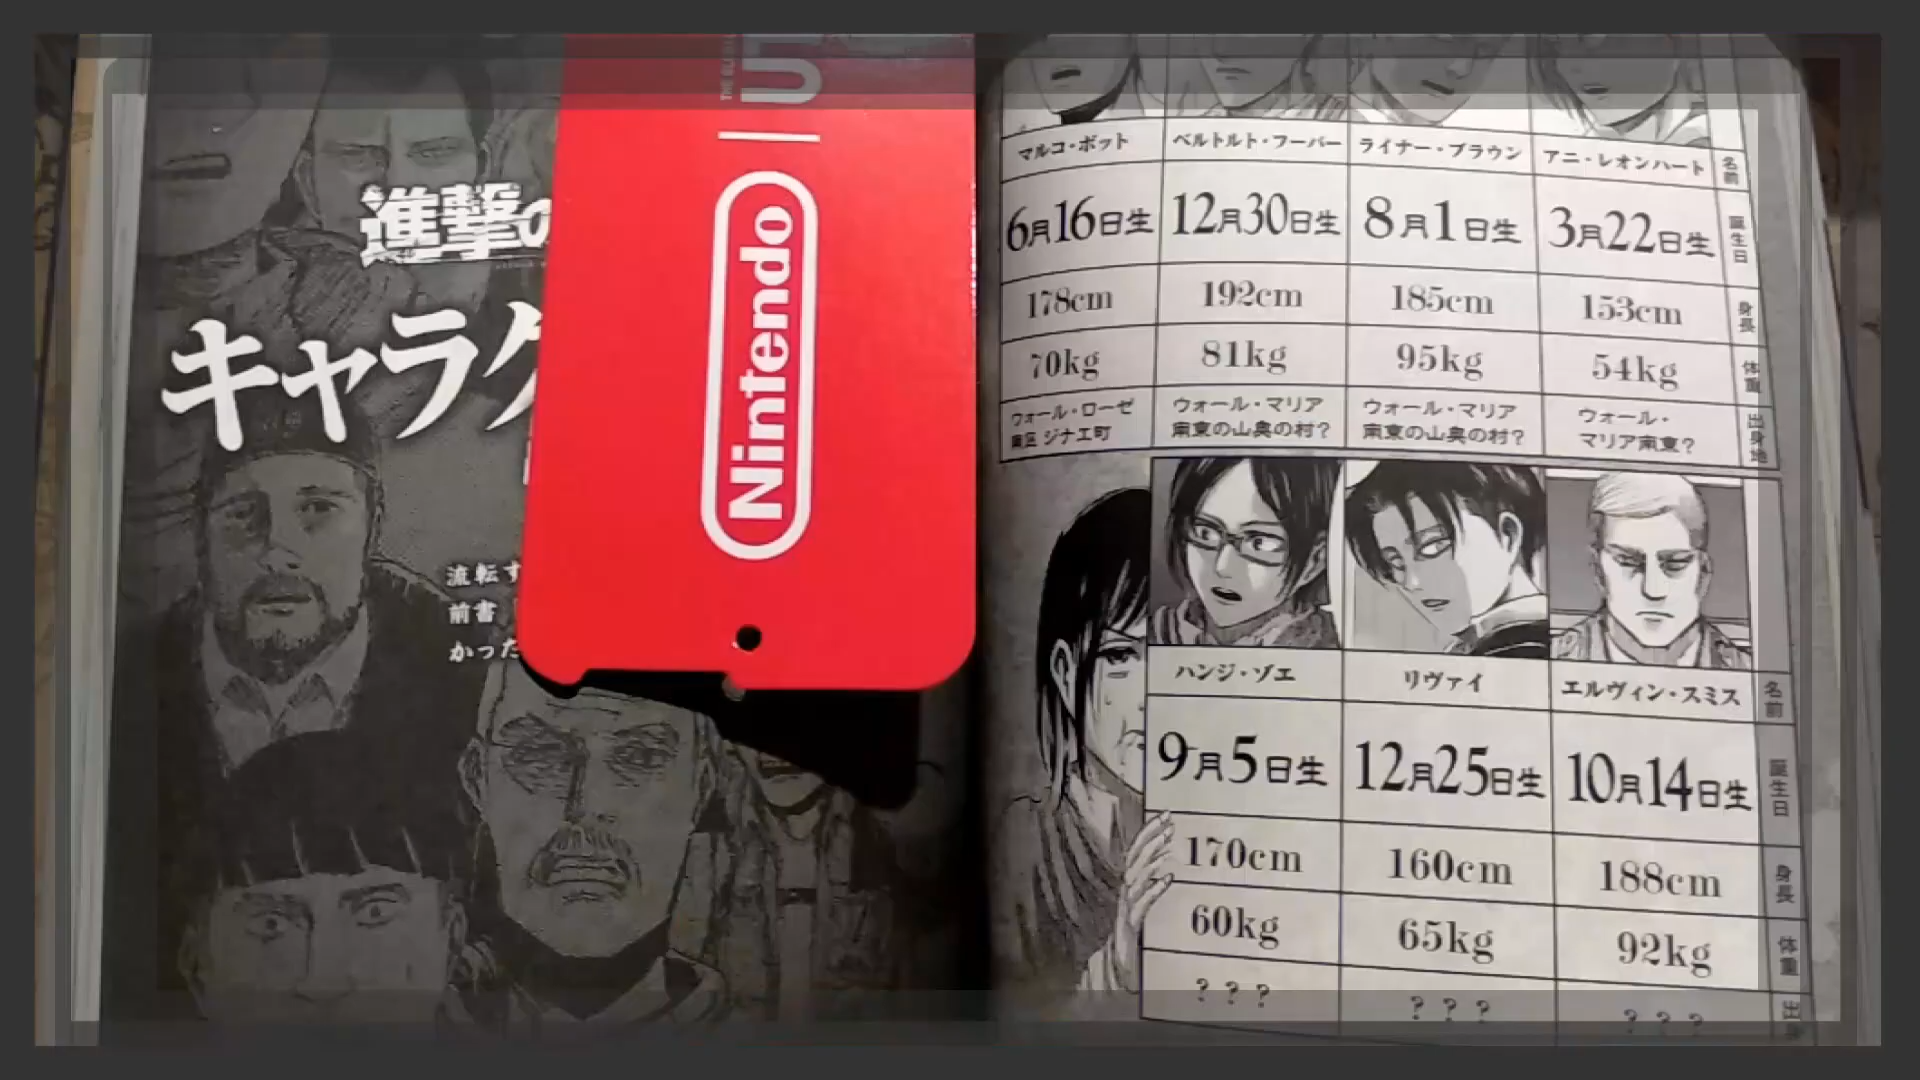 進撃の
キャラク
流転す
前書
かった
Nintendo
マルコ・ボット ベルトルト・フーバー ライナー・ブラウン アニ・レオンハート 名前
6月16日生 12月30日生 8月1日生 3月22日生 誕生日
178cm 192cm 185cm 153cm 身長
70kg 81kg 95kg 54kg 体重
ウォール・ローゼ ウォール・マリア ウォール・マリア ウォール・ 出身地
南区 ジナエ町 南東の山奥の村? 南東の山奥の村? マリア南東?
ハンジ・ゾエ リヴァイ エルヴィン・スミス 名前
9月5日生 12月25日生 10月14日生 誕生日
170cm 160cm 188cm 身長
60kg 65kg 92kg 体重
? ? ? ? ? ? ? ? ? 出身